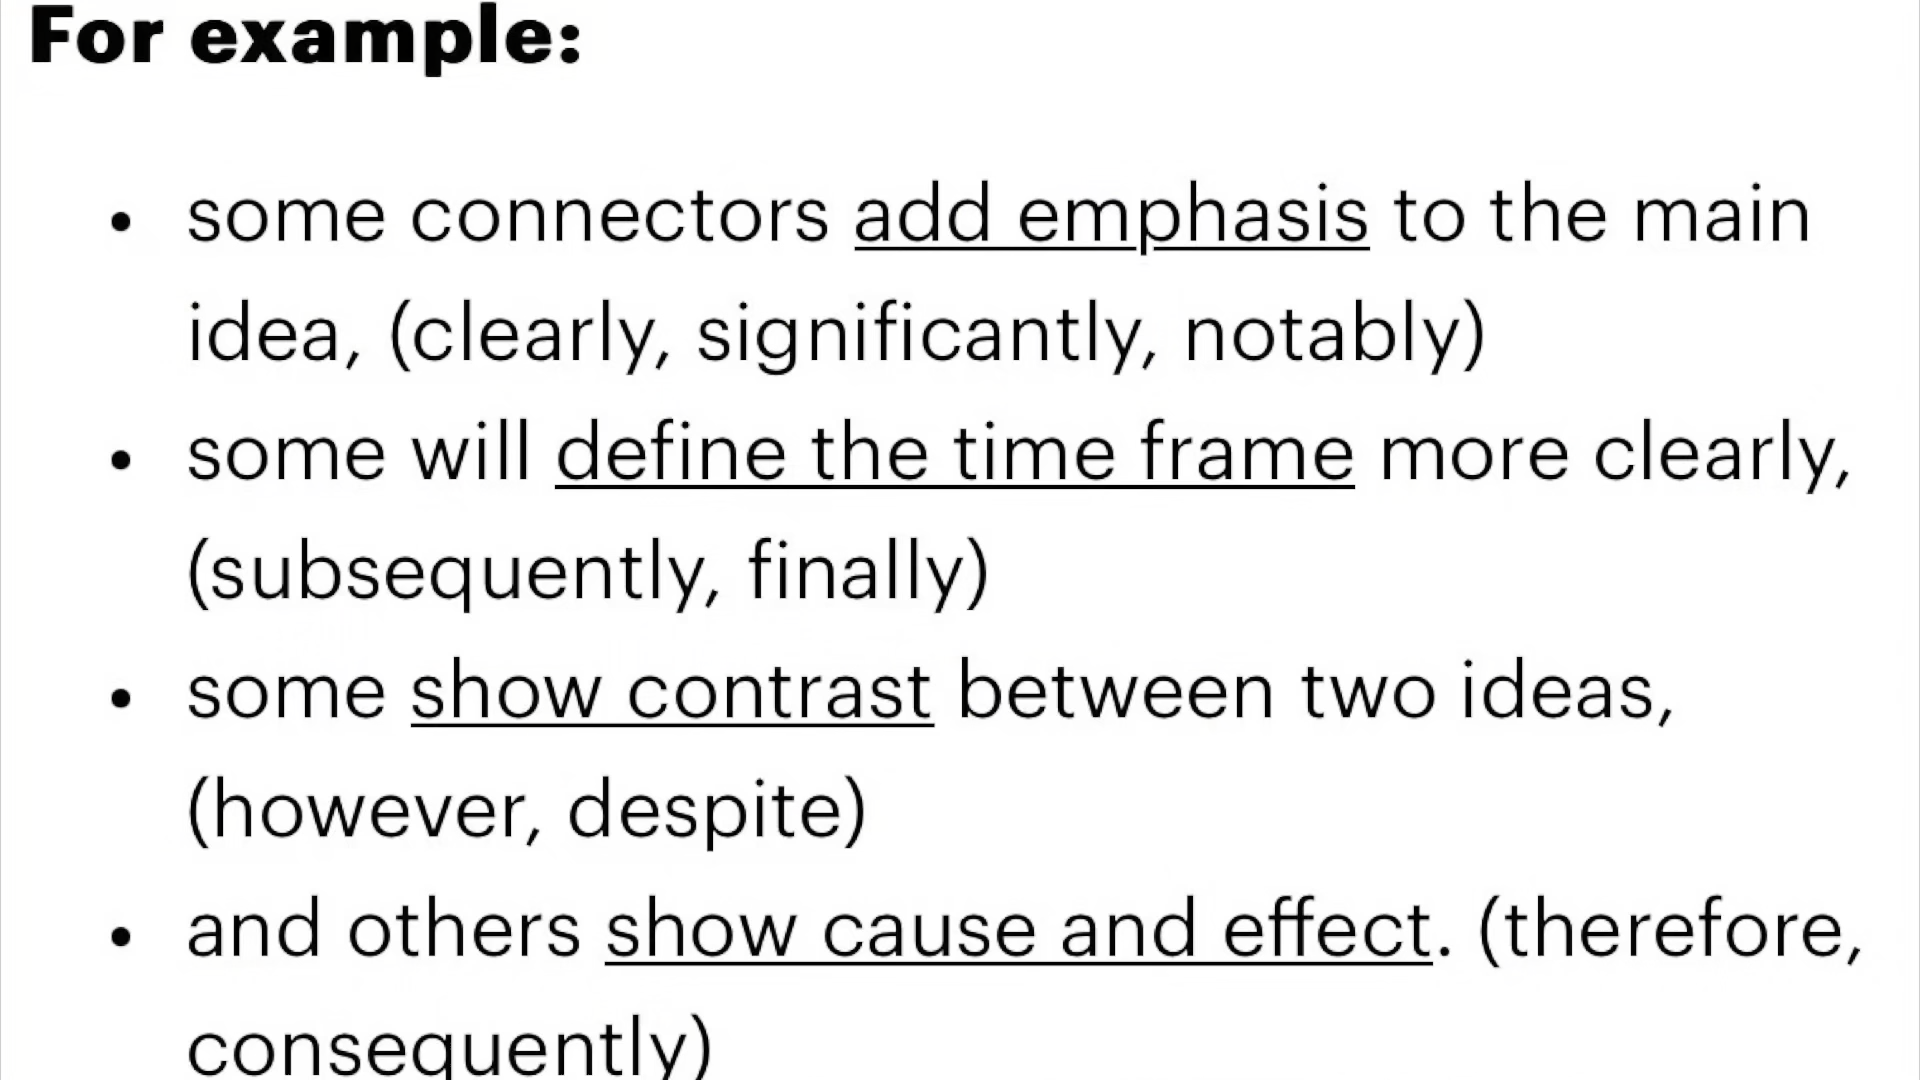 For example:
• some connectors add emphasis to the main
idea, (clearly, significantly, notably)
• some will define the time frame more clearly,
(subsequently, finally)
• some show contrast between two ideas,
(however, despite)
• and others show cause and effect. (therefore,
consequently)